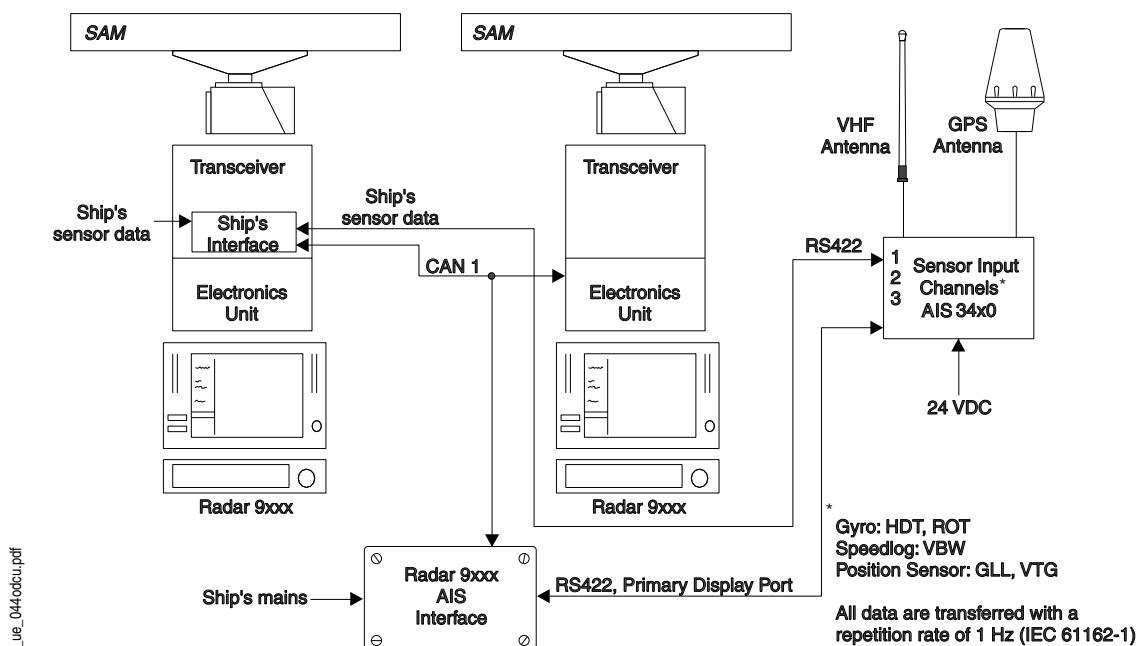 SAM
SAM
VHF
Antenna
GPS
Antenna
Transceiver
Transceiver
Ship's
sensor data
Ship's
Interface
Ship's
sensor data
CAN 1
RS422
1
2
3
Sensor Input
Channels*
AIS 34x0
Electronics
Unit
Electronics
Unit
24 VDC
Radar 9xxx
Radar 9xxx
Radar 9xxx
AIS
Interface
Ship's mains
RS422, Primary Display Port
*
Gyro: HDT, ROT
Speedlog: VBW
Position Sensor: GLL, VTG
All data are transferred with a
repetition rate of 1 Hz (IEC 61162-1)
_ue_044odcu.pdf